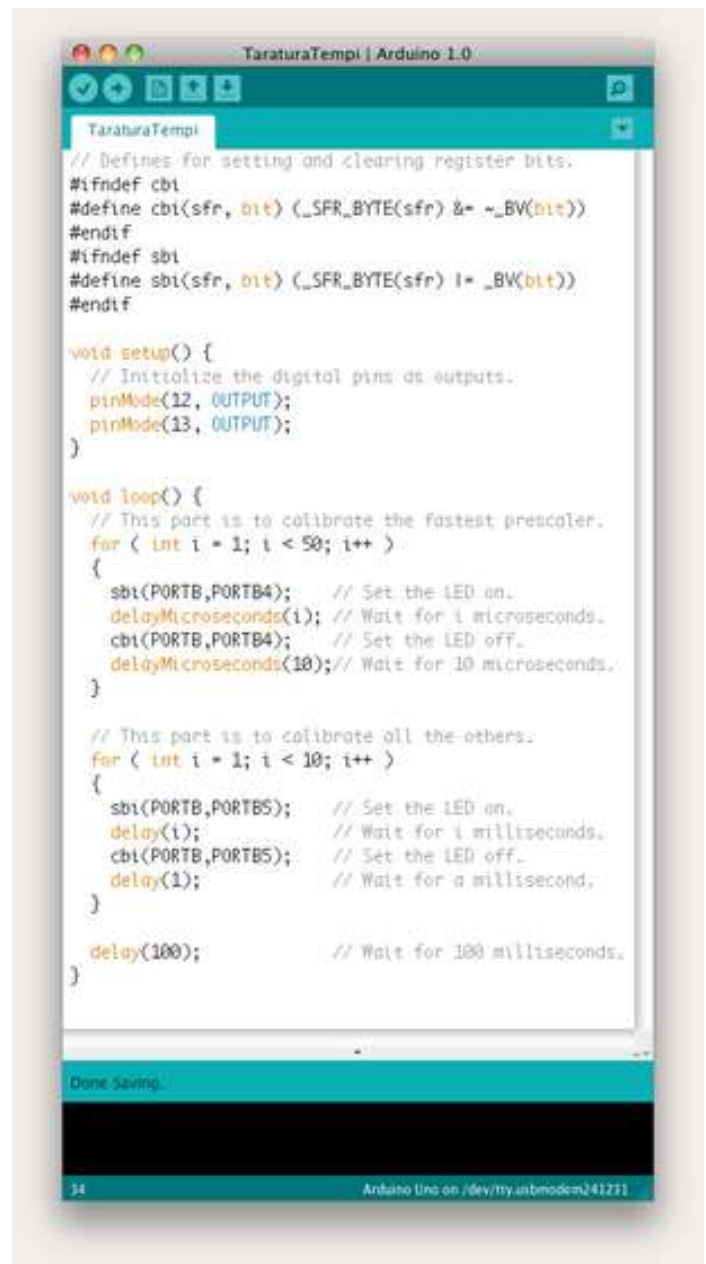 TaraturaTempi | Arduino 1.0
TaraturaTempi
// Defines for setting and clearing register bits.
#ifndef cbi
#define cbi(sfr, bit) (_SFR_BYTE(sfr) &= ~_BV(bit))
#endif
#ifndef sbi
#define sbi(sfr, bit) (_SFR_BYTE(sfr) |= _BV(bit))
#endif
void setup() {
// Initialize the digital pins as outputs.
pinMode(12, OUTPUT);
pinMode(13, OUTPUT);
}
void loop() {
// This part is to calibrate the fastest prescaler.
for ( int i = 1; i < 50; i++ )
{
sbi(PORTB,PORTB4); // Set the LED on.
delayMicroseconds(i); // Wait for i microseconds.
cbi(PORTB,PORTB4); // Set the LED off.
delayMicroseconds(10);// Wait for 10 microseconds.
}
// This part is to calibrate all the others.
for ( int i = 1; i < 10; i++ )
{
sbi(PORTB,PORTB5); // Set the LED on.
delay(i); // Wait for i milliseconds.
cbi(PORTB,PORTB5); // Set the LED off.
delay(1); // Wait for a millisecond.
}
delay(100); // Wait for 100 milliseconds.
}
Done Saving.
34 Arduino Uno on /dev/tty.usbmodem241231